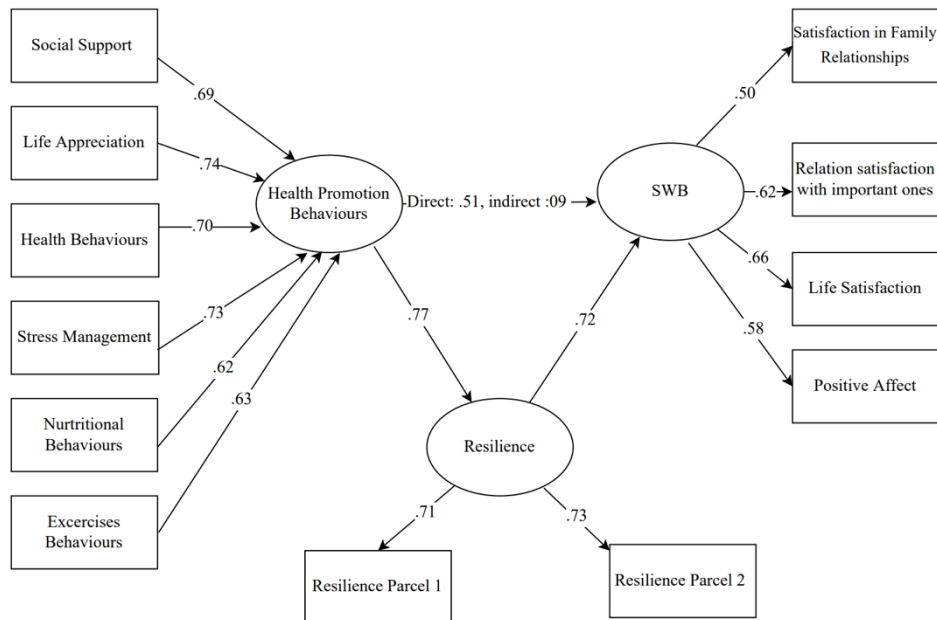 Social Support
Life Appreciation
Health Behaviours
Stress Management
Nurtritional
Behaviours
Excercises
Behaviours
.69
.74
.70
.73
.62
.63
Health Promotion
Behaviours
Direct: .51, indirect :09
.77
.72
Resilience
.71
.73
Resilience Parcel 1
Resilience Parcel 2
SWB
.50
.62
.66
.58
Satisfaction in Family
Relationships
Relation satisfaction
with important ones
Life Satisfaction
Positive Affect